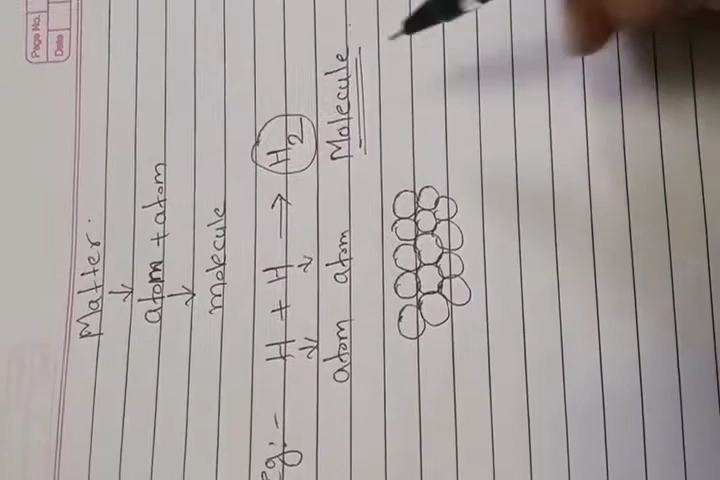 Page No.
Date
Matter.
↓
atom + atom
↓
molecule
eg:- H + H → H2
↓ ↓
atom atom Molecule